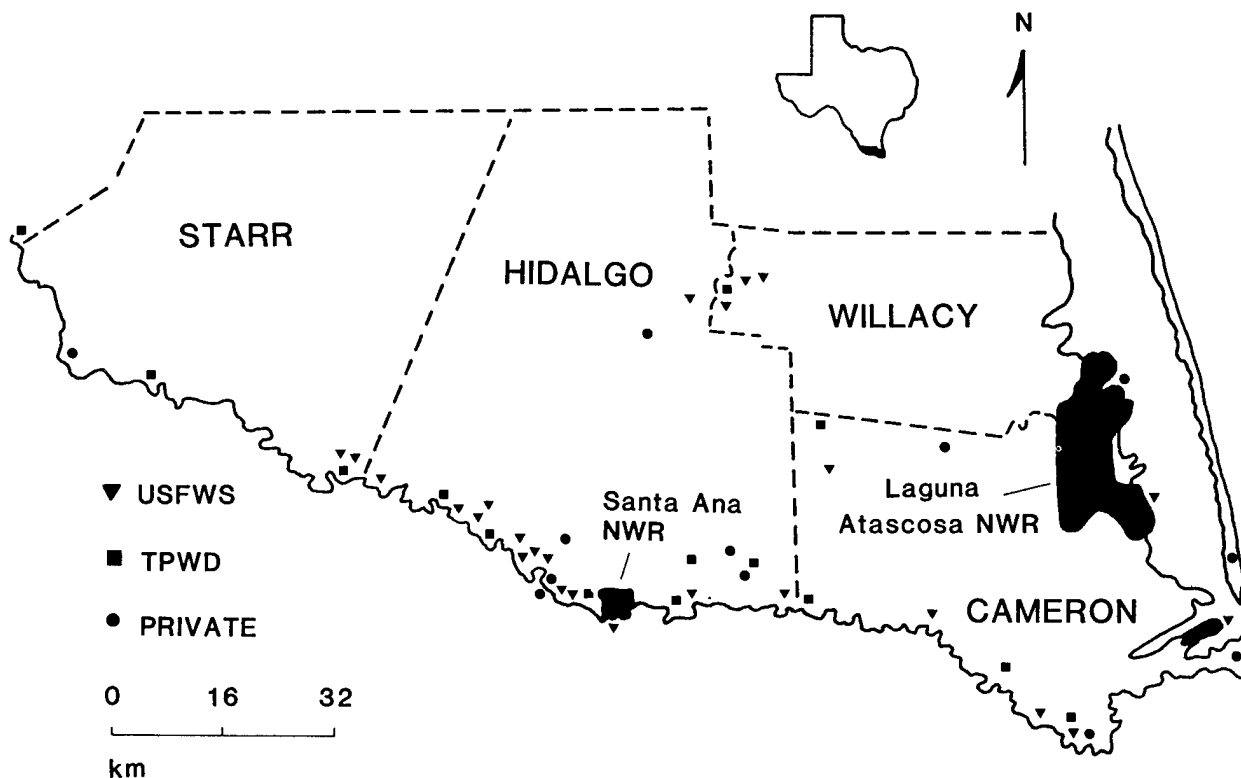 N
STARR
HIDALGO
WILLACY
▼ USFWS
■ TPWD
● PRIVATE
Santa Ana
NWR
Laguna
Atascosa NWR
CAMERON
0 16 32
km